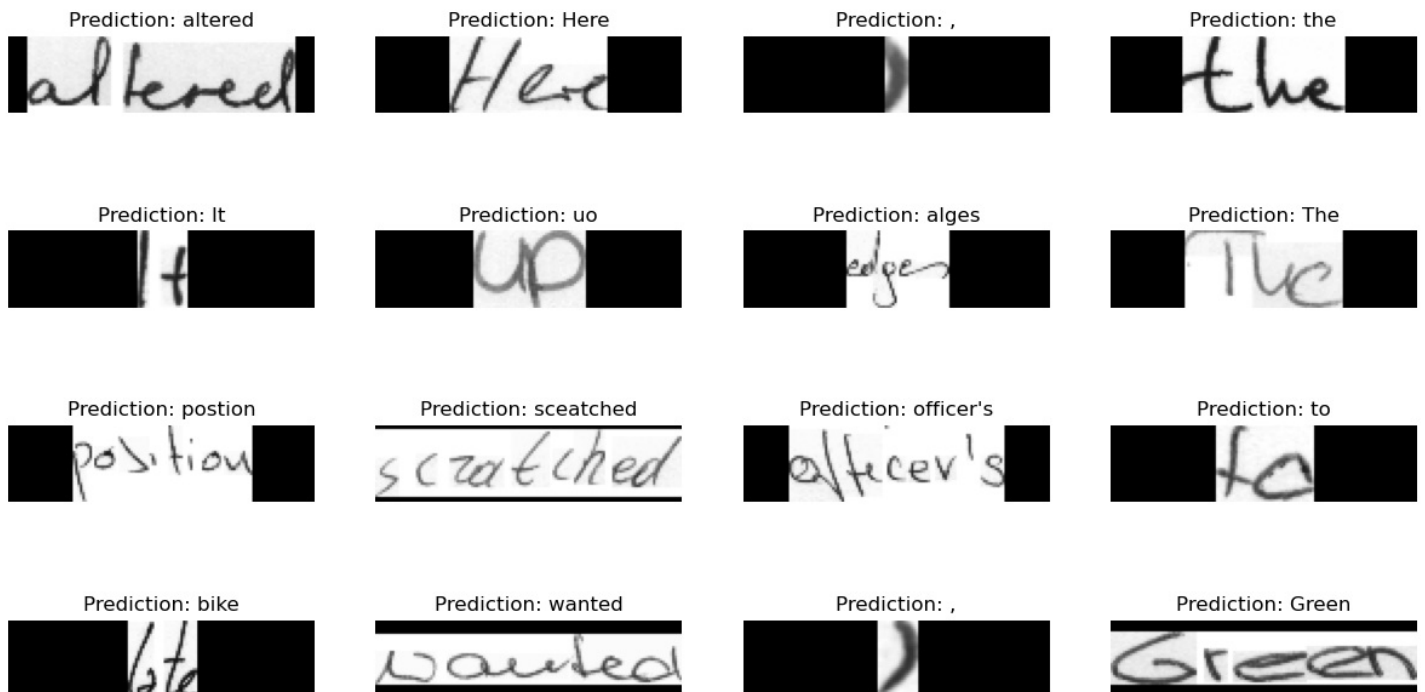 Prediction: altered Prediction: Here Prediction: , Prediction: the
altered Here , the
Prediction: It Prediction: uo Prediction: alges Prediction: The
It up edges The
Prediction: postion Prediction: sceatched Prediction: officer's Prediction: to
position scratched officer's to
Prediction: bike Prediction: wanted Prediction: , Prediction: Green
late wanted , Green